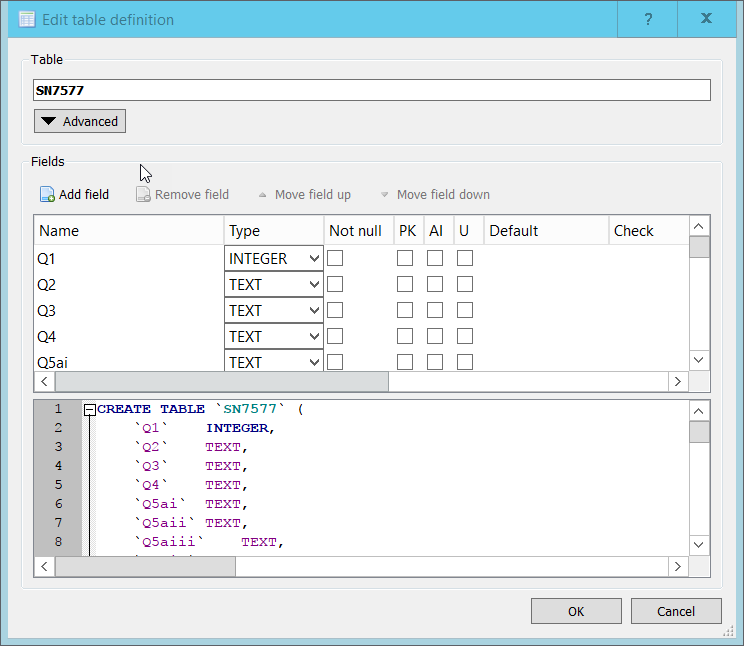 Edit table definition ?
Table
SN7577
Advanced
Fields
Add field Remove field Move field up Move field down
Name Type Not null PK AI U Default Check
Q1 INTEGER
Q2 TEXT
Q3 TEXT
Q4 TEXT
Q5ai TEXT
1 CREATE TABLE `SN7577` (
2 `Q1` INTEGER,
3 `Q2` TEXT,
4 `Q3` TEXT,
5 `Q4` TEXT,
6 `Q5ai` TEXT,
7 `Q5aii` TEXT,
8 `Q5aiii` TEXT,
OK Cancel